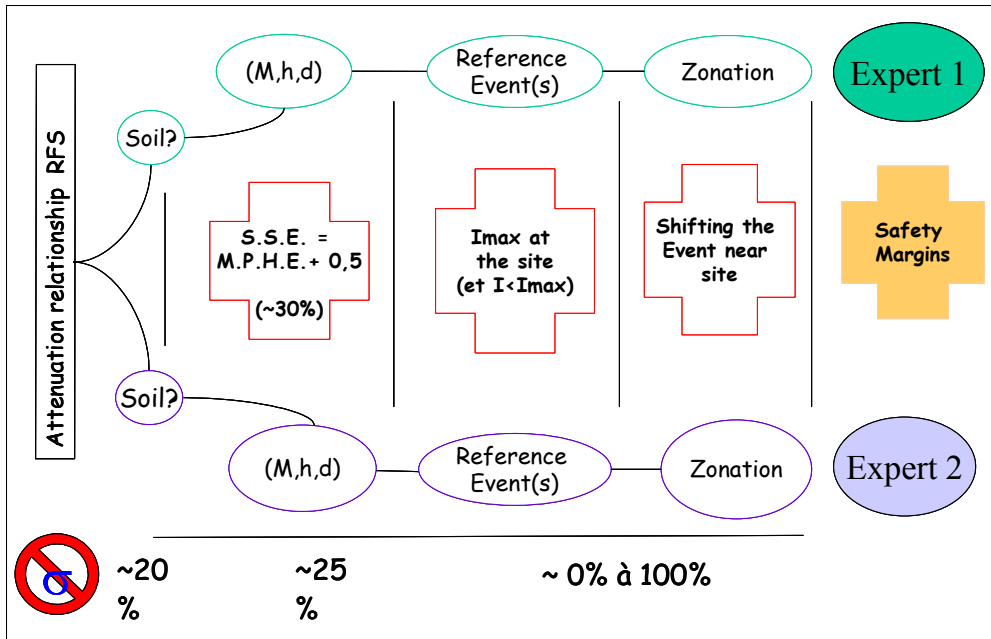 Attenuation relationship RFS
(M,h,d)
Reference
Event(s)
Zonation
Expert 1
Soil?
S.S.E. =
M.P.H.E.+ 0,5
(~30%)
Imax at
the site
(et I<Imax)
Shifting the
Event near
site
Safety
Margins
Soil?
(M,h,d)
Reference
Event(s)
Zonation
Expert 2
σ
~20
%
~25
%
~ 0% à 100%